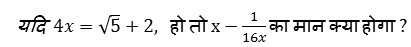 यदि 4x = √5 + 2, हो तो x − 1/16x का मान क्या होगा ?